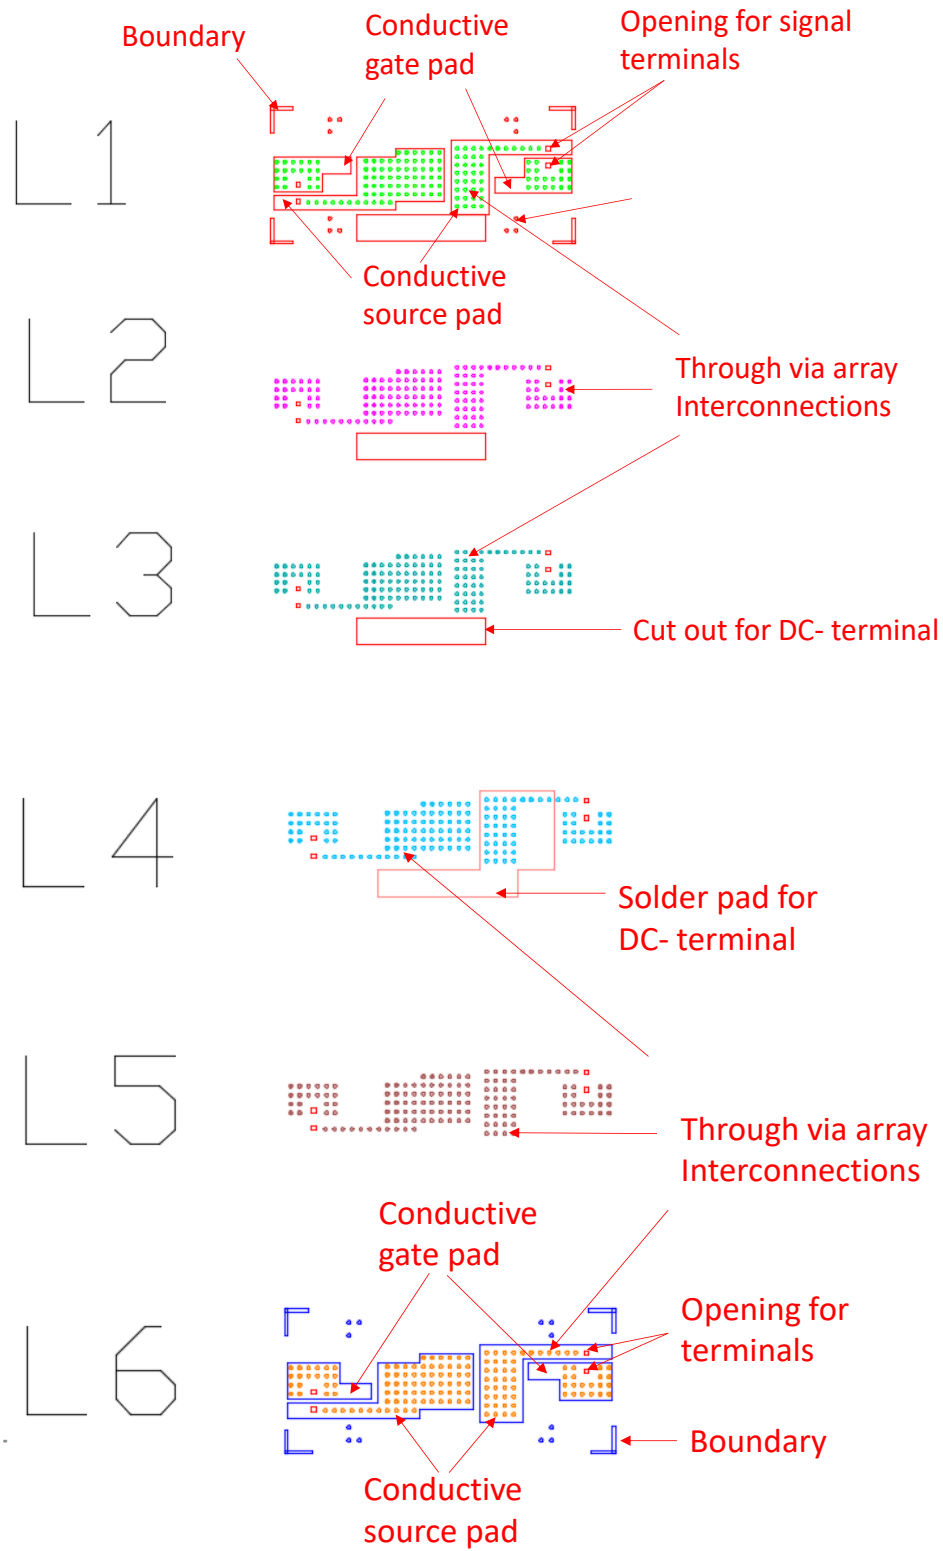 Boundary
Conductive
gate pad
Opening for signal
terminals
L1
Conductive
source pad
L2
Through via array
Interconnections
L3
Cut out for DC- terminal
L4
Solder pad for
DC- terminal
L5
Through via array
Interconnections
Conductive
gate pad
Opening for
terminals
L6
Boundary
Conductive
source pad